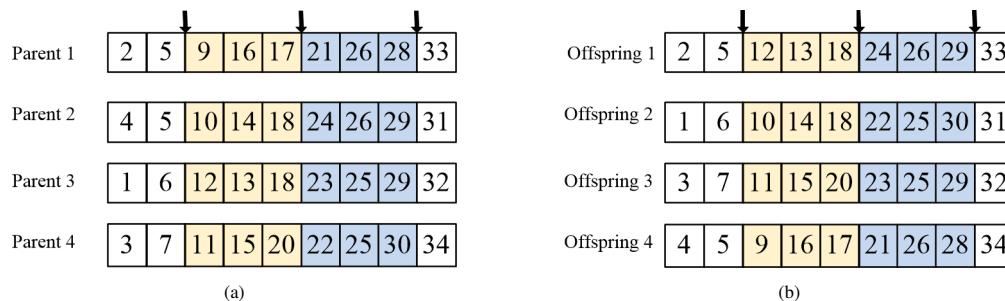 Parent 1 2 5 9 16 17 21 26 28 33
Parent 2 4 5 10 14 18 24 26 29 31
Parent 3 1 6 12 13 18 23 25 29 32
Parent 4 3 7 11 15 20 22 25 30 34
(a)
Offspring 1 2 5 12 13 18 24 26 29 33
Offspring 2 1 6 10 14 18 22 25 30 31
Offspring 3 3 7 11 15 20 23 25 29 32
Offspring 4 4 5 9 16 17 21 26 28 34
(b)